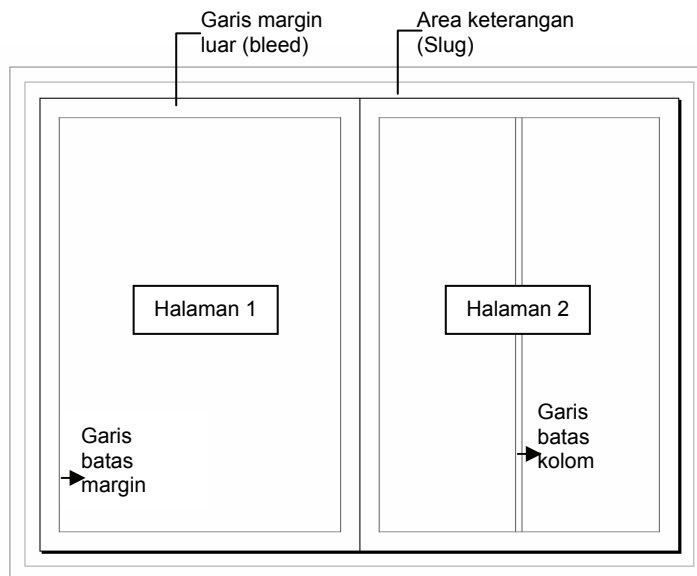 Garis margin
luar (bleed)
Area keterangan
(Slug)
Halaman 1
Halaman 2
Garis
batas
margin
Garis
batas
kolom